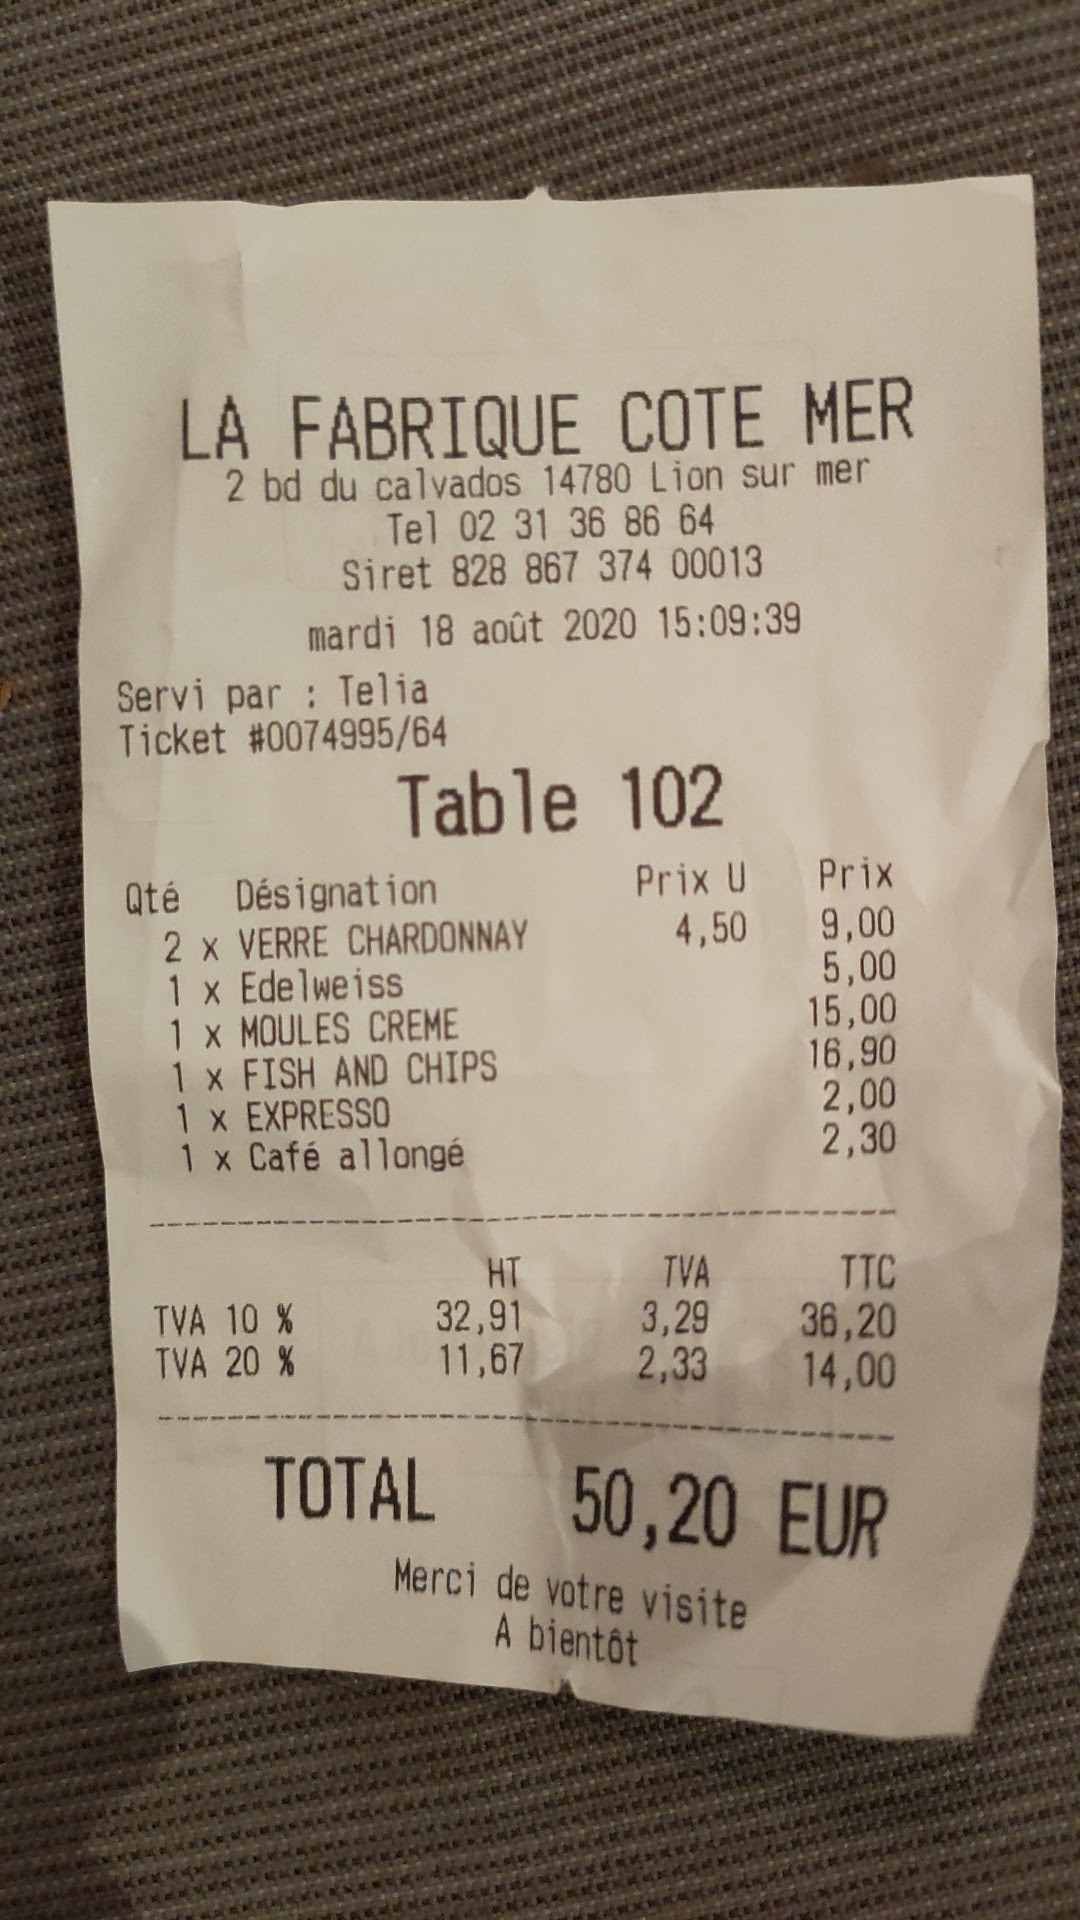 LA FABRIQUE COTE MER
2 bd du calvados 14780 Lion sur mer
Tel 02 31 36 86 64
Siret 828 867 374 00013
mardi 18 août 2020 15:09:39
Servi par : Telia
Ticket #0074995/64
Table 102
Qté Désignation Prix U Prix
2 x VERRE CHARDONNAY 4,50 9,00
1 x Edelweiss 5,00
1 x MOULES CREME 15,00
1 x FISH AND CHIPS 16,90
1 x EXPRESSO 2,00
1 x Café allongé 2,30
HT TVA TTC
TVA 10 % 32,91 3,29 36,20
TVA 20 % 11,67 2,33 14,00
TOTAL 50,20 EUR
Merci de votre visite
A bientôt